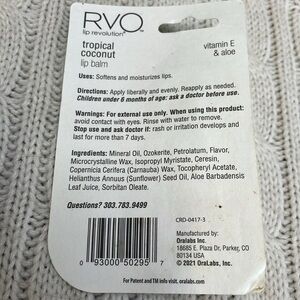 RVO™
lip revolution
tropical
coconut
lip balm
vitamin E
& aloe
Uses: Softens and moisturizes lips.
Directions: Apply liberally and evenly. Reapply as needed.
Children under 6 months of age: ask a doctor before use.
Warnings: For external use only. When using this product:
avoid contact with eyes. Rinse with water to remove.
Stop use and ask doctor if: rash or irritation develops and
last for more than 7 days.
Ingredients: Mineral Oil, Ozokerite, Petrolatum, Flavor,
Microcrystalline Wax, Isopropyl Myristate, Ceresin,
Copernicia Cerifera (Carnauba) Wax, Tocopheryl Acetate,
Helianthus Annuus (Sunflower) Seed Oil, Aloe Barbadensis
Leaf Juice, Sorbitan Oleate.
Questions? 303.783.9499
CRD-0417-3
Manufactured by:
OraLabs Inc.
18685 E. Plaza Dr, Parker, CO
80134 USA
© 2021 OraLabs, Inc.
0 93000 50295 7
For Patent and TM info visit: www.oralabs.com